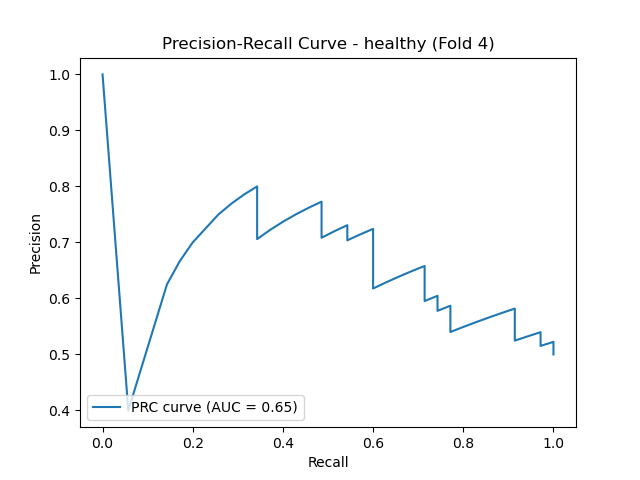 Precision-Recall Curve - healthy (Fold 4)
1.0
0.9
0.8
0.7
0.6
0.5
0.4
Precision
PRC curve (AUC = 0.65)
0.0 0.2 0.4 0.6 0.8 1.0
Recall